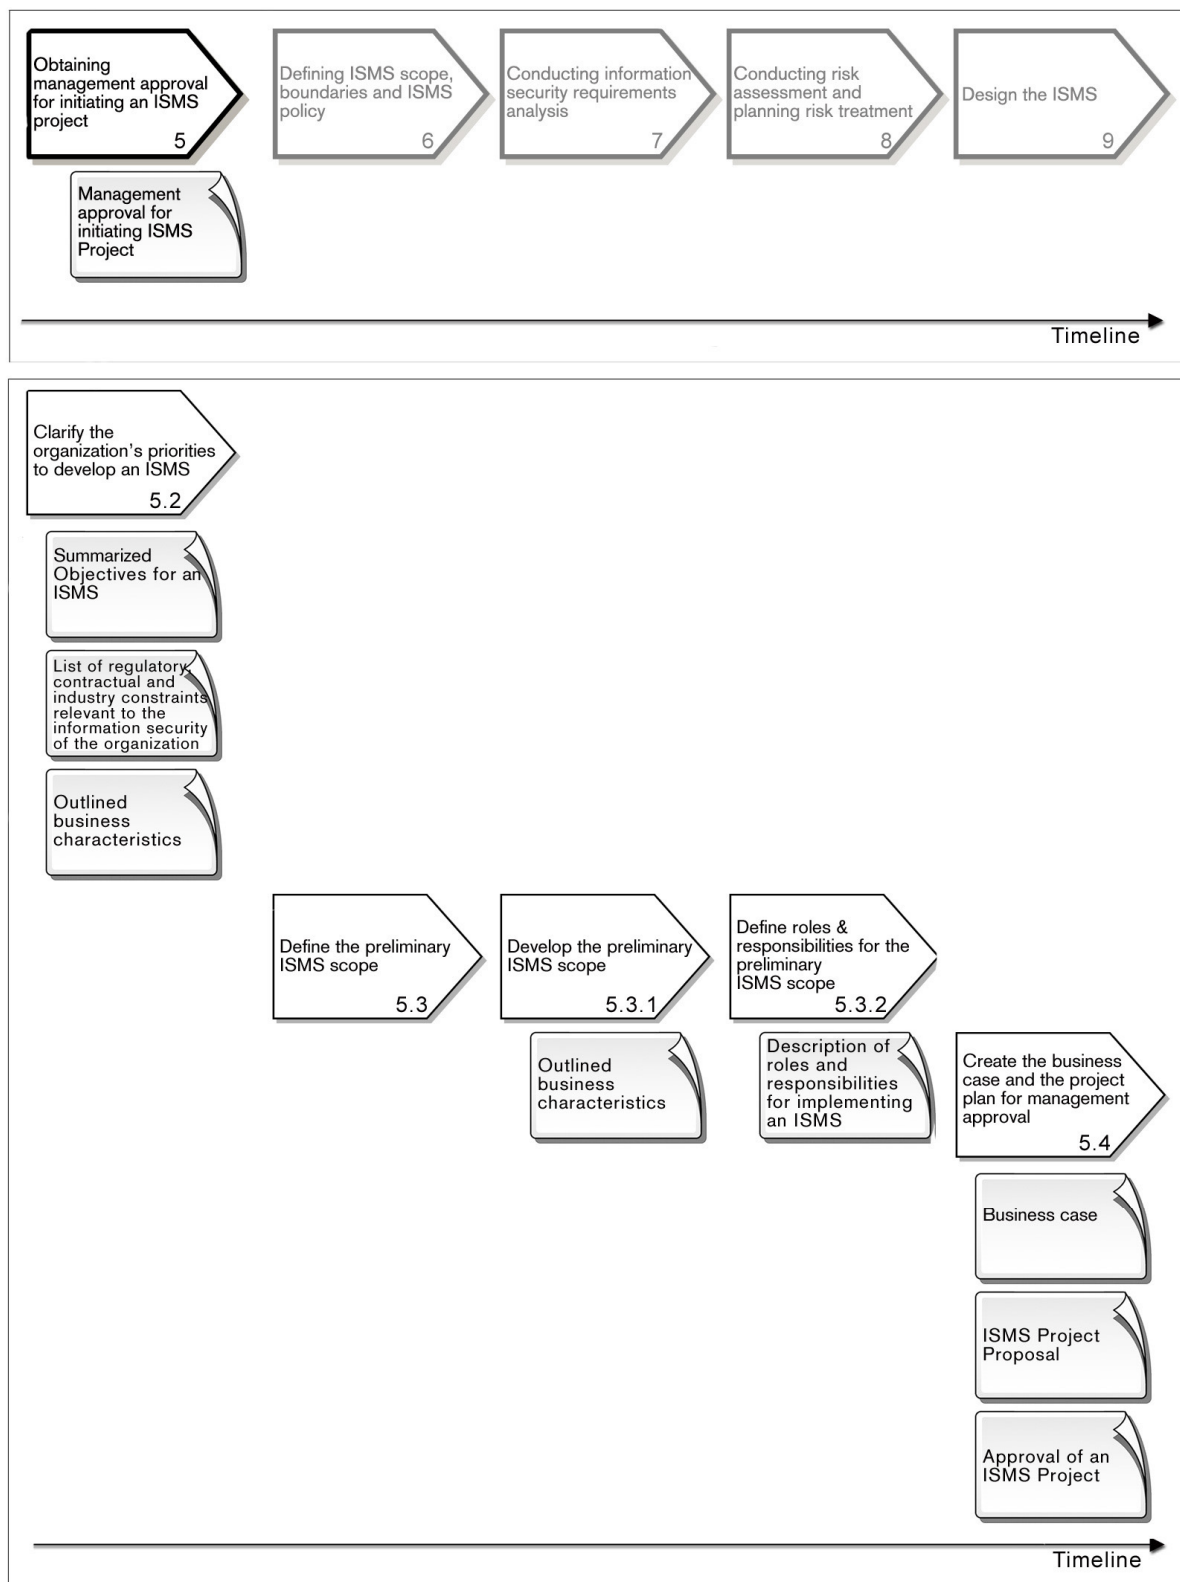 Obtaining
management approval
for initiating an ISMS
project
5
Defining ISMS scope,
boundaries and ISMS
policy
6
Conducting information
security requirements
analysis
7
Conducting risk
assessment and
planning risk treatment
8
Design the ISMS
9
Management
approval for
initiating ISMS
Project
Timeline
Clarify the
organization's priorities
to develop an ISMS
5.2
Summarized
Objectives for an
ISMS
List of regulatory,
contractual and
industry constraints
relevant to the
information security
of the organization
Outlined
business
characteristics
Define the preliminary
ISMS scope
5.3
Develop the preliminary
ISMS scope
5.3.1
Outlined
business
characteristics
Define roles &
responsibilities for the
preliminary
ISMS scope
5.3.2
Description of
roles and
responsibilities
for implementing
an ISMS
Create the business
case and the project
plan for management
approval
5.4
Business case
ISMS Project
Proposal
Approval of an
ISMS Project
Timeline